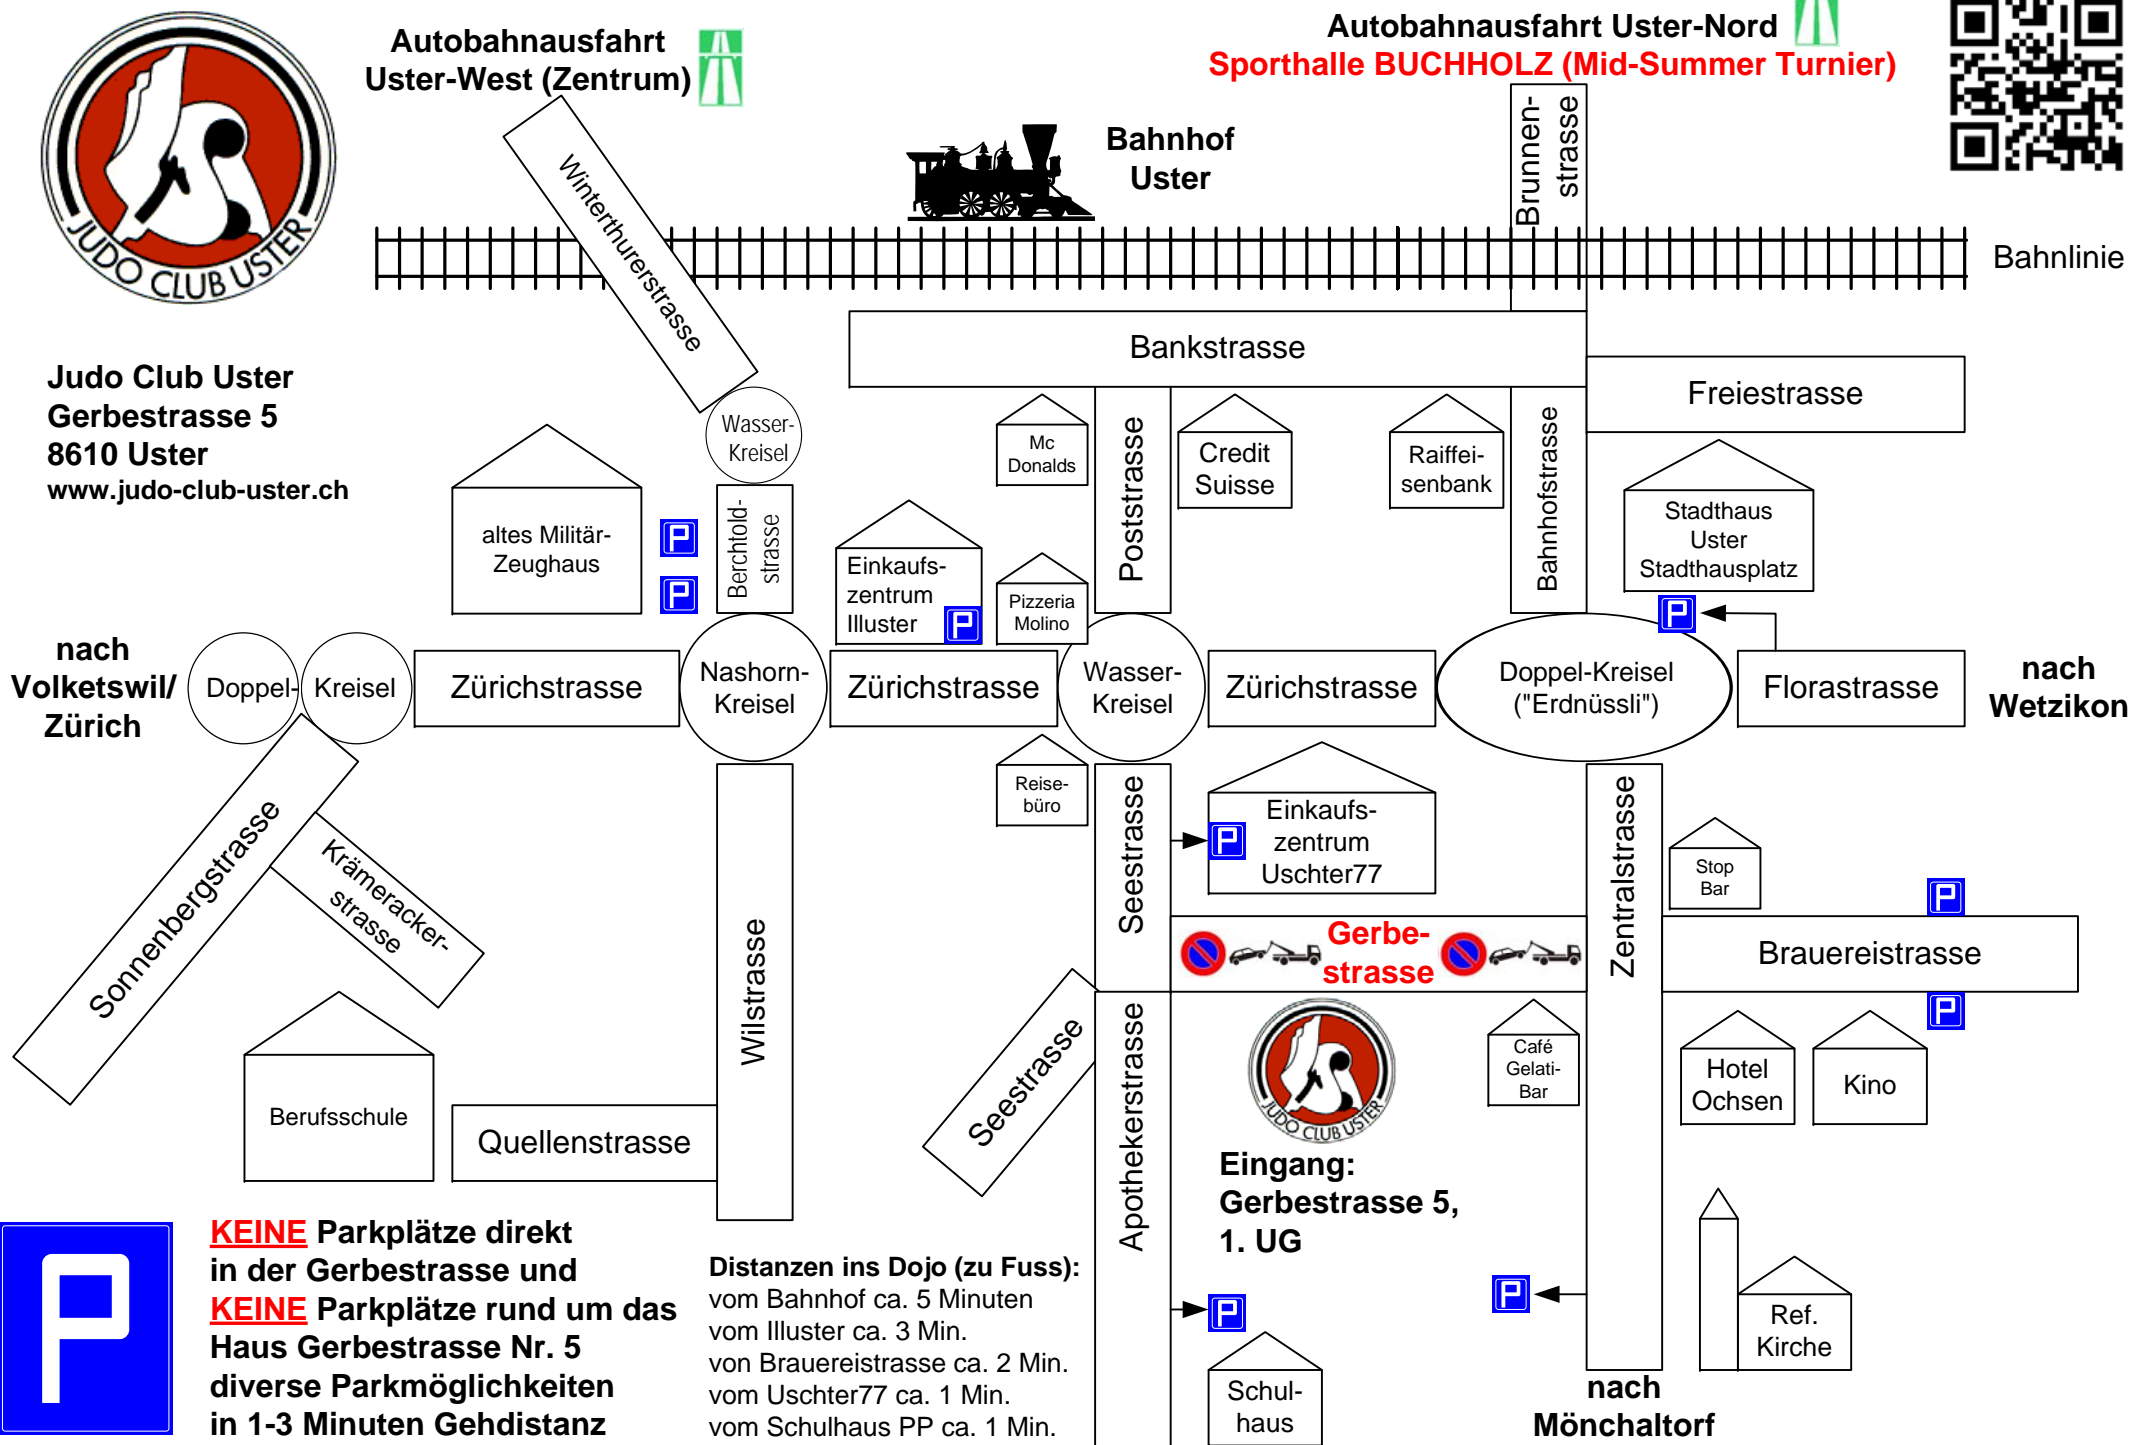 Autobahnausfahrt
Uster-West (Zentrum)
Autobahnausfahrt Uster-Nord
Sporthalle BUCHHOLZ (Mid-Summer Turnier)
JUDO CLUB USTER
Bahnhof
Uster
Brunnen-
strasse
Winterthurerstrasse
Bahnlinie
Bankstrasse
Freiestrasse
Judo Club Uster
Gerbestrasse 5
8610 Uster
www.judo-club-uster.ch
Wasser-
Kreisel
Mc
Donalds
Poststrasse
Credit
Suisse
Raiffei-
senbank
Bahnhofstrasse
Stadthaus
Uster
Stadthausplatz
altes Militär-
Zeughaus
P
P
Berchtold-
strasse
Einkaufs-
zentrum
Illuster
P
Pizzeria
Molino
P
nach
Volketswil/
Zürich
Doppel-
Kreisel
Zürichstrasse
Nashorn-
Kreisel
Zürichstrasse
Wasser-
Kreisel
Zürichstrasse
Doppel-Kreisel
("Erdnüssli")
Florastrasse
nach
Wetzikon
Sonnenbergstrasse
Krämeracker-
strasse
Wilstrasse
Reise-
büro
Seestrasse
P
Einkaufs-
zentrum
Uschter77
Zentralstrasse
Stop
Bar
P
Gerbe-
strasse
Brauereistrasse
P
Seestrasse
Apothekerstrasse
JUDO CLUB USTER
Café
Gelati-
Bar
Hotel
Ochsen
Kino
Berufsschule
Quellenstrasse
Eingang:
Gerbestrasse 5,
1. UG
P
KEINE Parkplätze direkt
in der Gerbestrasse und
KEINE Parkplätze rund um das
Haus Gerbestrasse Nr. 5
diverse Parkmöglichkeiten
in 1-3 Minuten Gehdistanz
Distanzen ins Dojo (zu Fuss):
vom Bahnhof ca. 5 Minuten
vom Illuster ca. 3 Min.
von Brauereistrasse ca. 2 Min.
vom Uschter77 ca. 1 Min.
vom Schulhaus PP ca. 1 Min.
P
Schul-
haus
P
Ref.
Kirche
nach
Mönchaltorf